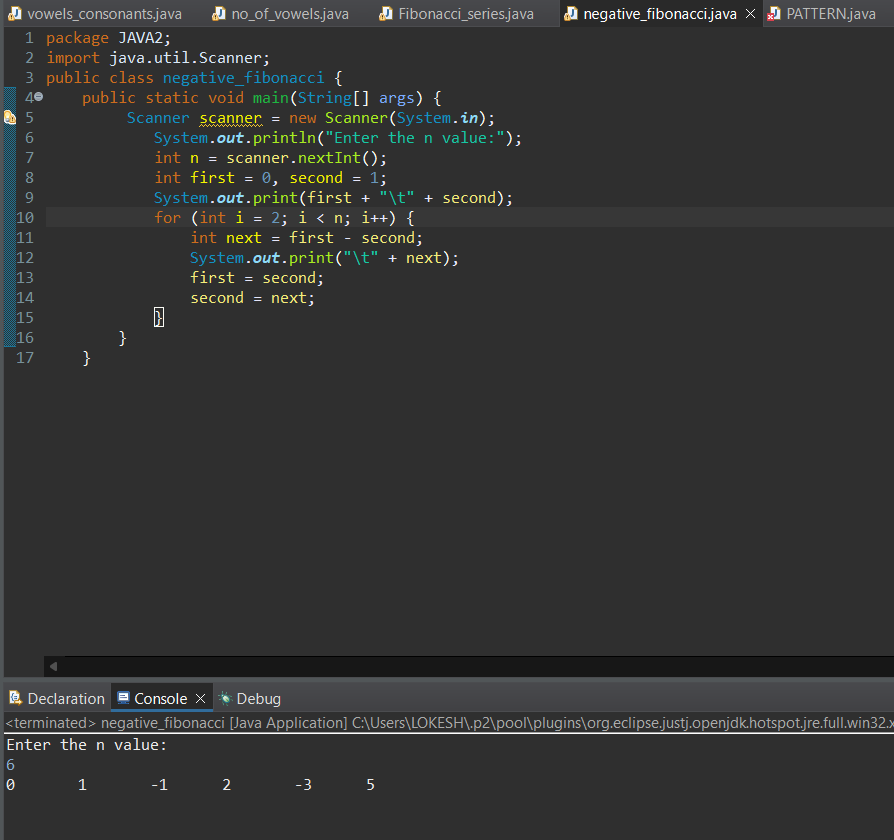 vowels_consonants.java no_of_vowels.java Fibonacci_series.java negative_fibonacci.java PATTERN.java
1 package JAVA2;
2 import java.util.Scanner;
3 public class negative_fibonacci {
4 public static void main(String[] args) {
5 Scanner scanner = new Scanner(System.in);
6 System.out.println("Enter the n value:");
7 int n = scanner.nextInt();
8 int first = 0, second = 1;
9 System.out.print(first + "\t" + second);
10 for (int i = 2; i < n; i++) {
11 int next = first - second;
12 System.out.print("\t" + next);
13 first = second;
14 second = next;
15 }
16 }
17 }
Declaration Console Debug
<terminated> negative_fibonacci [Java Application] C:\Users\LOKESH\.p2\pool\plugins\org.eclipse.justj.openjdk.hotspot.jre.full.win32.x
Enter the n value:
6
0 1 -1 2 -3 5